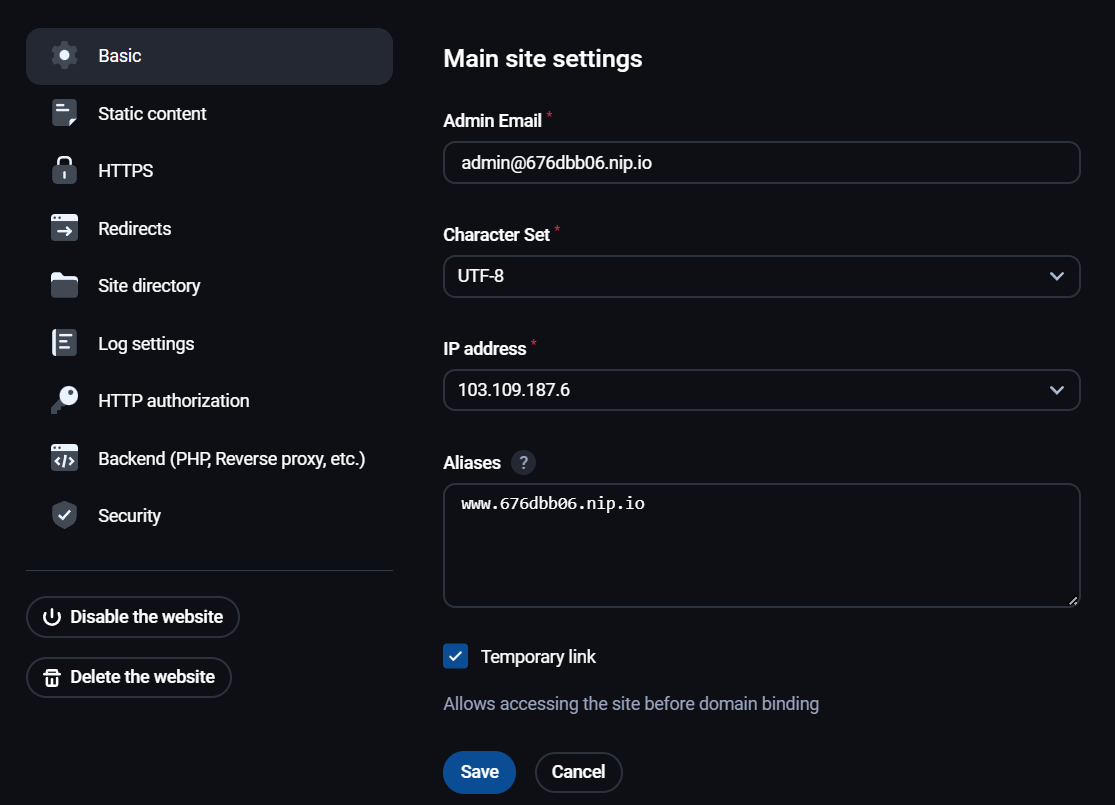 Basic
Static content
HTTPS
Redirects
Site directory
Log settings
HTTP authorization
Backend (PHP, Reverse proxy, etc.)
Security
Disable the website
Delete the website
Main site settings
Admin Email *
admin@676dbb06.nip.io
Character Set *
UTF-8
IP address *
103.109.187.6
Aliases ?
www.676dbb06.nip.io
Temporary link
Allows accessing the site before domain binding
Save Cancel